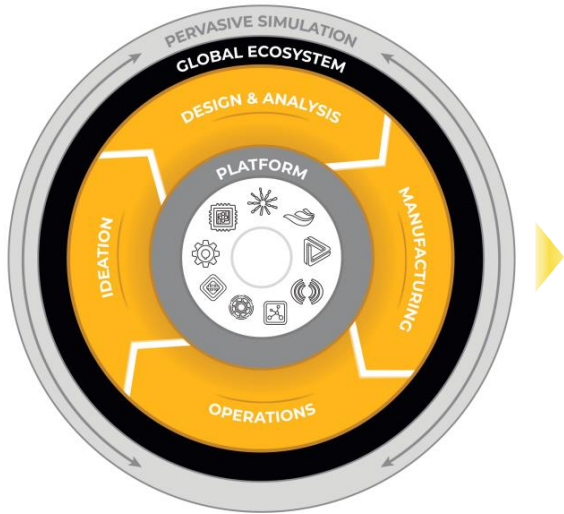 PERVASIVE SIMULATION
GLOBAL ECOSYSTEM
DESIGN & ANALYSIS
PLATFORM
IDEATION
MANUFACTURING
OPERATIONS